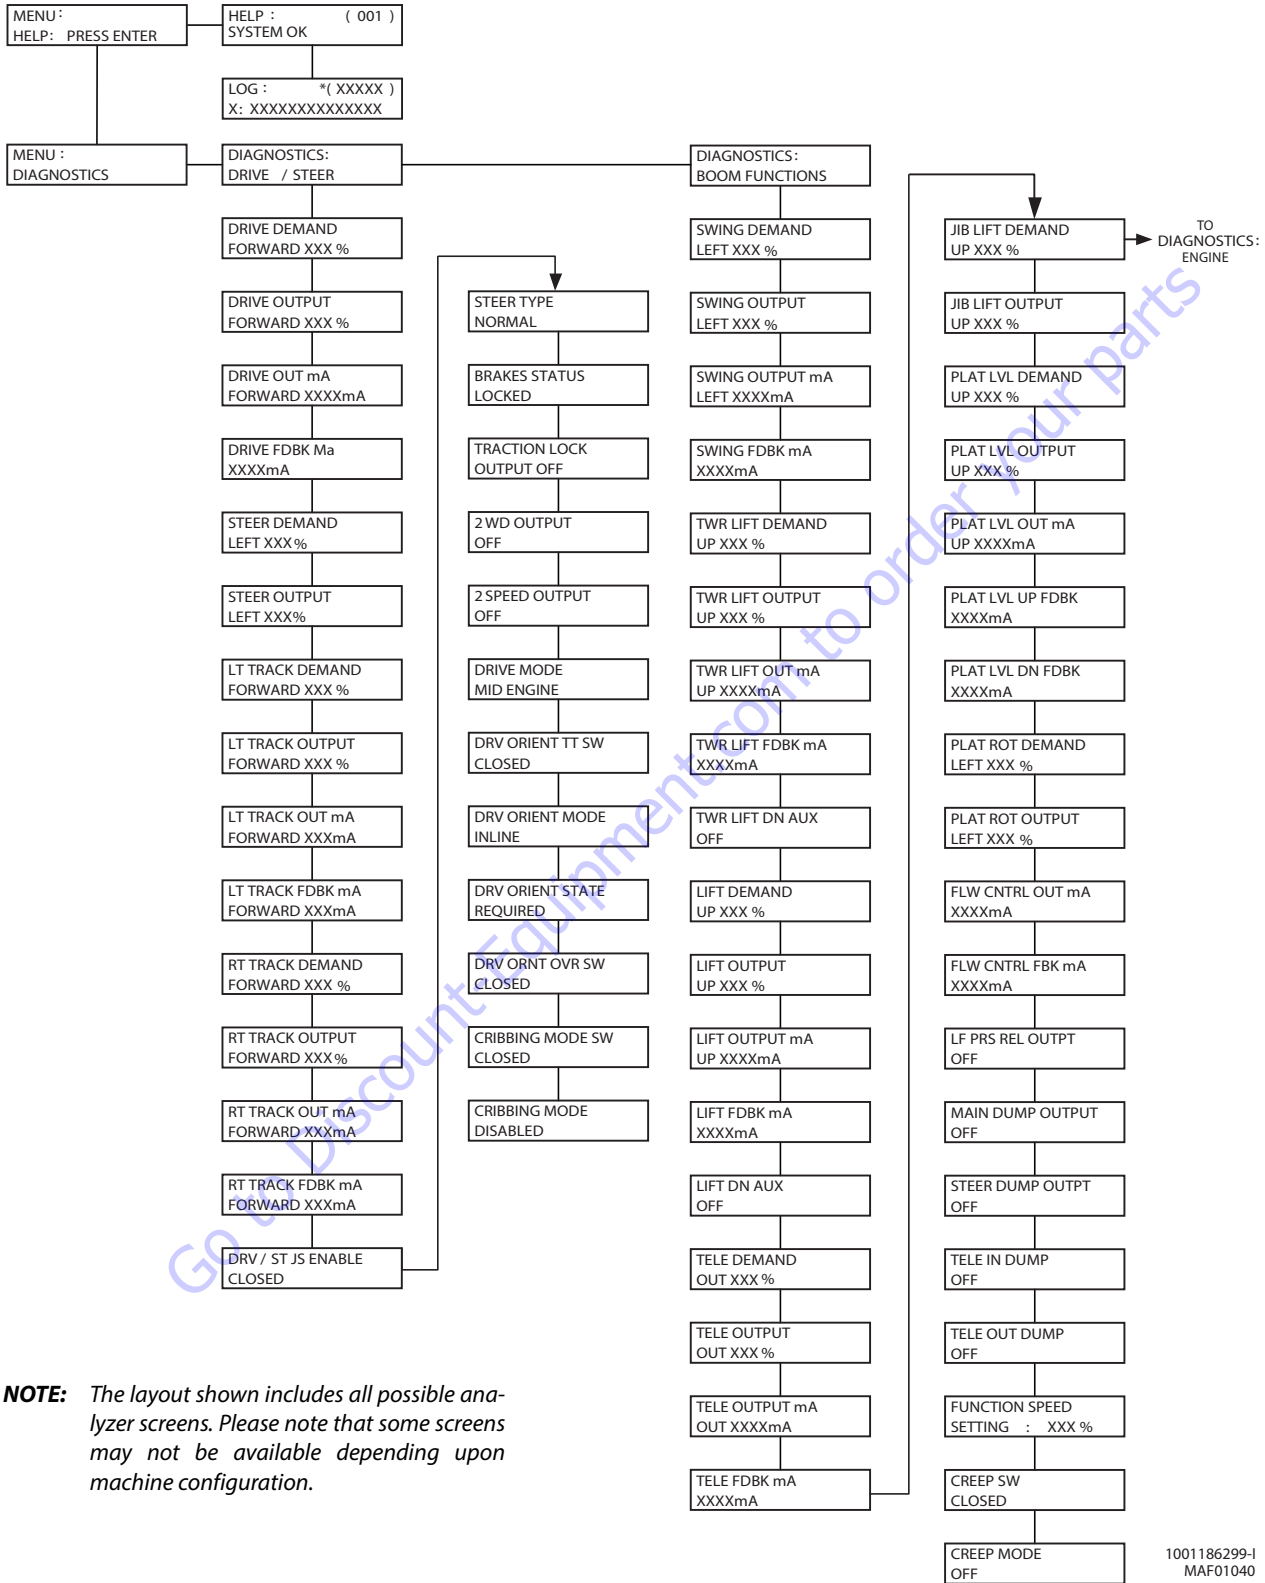 MENU:
HELP: PRESS ENTER
HELP : ( 001 )
SYSTEM OK
LOG : *( XXXXX )
X: XXXXXXXXXXXXXX
MENU :
DIAGNOSTICS
DIAGNOSTICS:
DRIVE / STEER
DRIVE DEMAND
FORWARD XXX %
DRIVE OUTPUT
FORWARD XXX %
DRIVE OUT mA
FORWARD XXXXmA
DRIVE FDBK Ma
XXXXmA
STEER DEMAND
LEFT XXX%
STEER OUTPUT
LEFT XXX%
LT TRACK DEMAND
FORWARD XXX %
LT TRACK OUTPUT
FORWARD XXX %
LT TRACK OUT mA
FORWARD XXXmA
LT TRACK FDBK mA
FORWARD XXXmA
RT TRACK DEMAND
FORWARD XXX %
RT TRACK OUTPUT
FORWARD XXX%
RT TRACK OUT mA
FORWARD XXXmA
RT TRACK FDBK mA
FORWARD XXXmA
DRV / ST JS ENABLE
CLOSED
STEER TYPE
NORMAL
BRAKES STATUS
LOCKED
TRACTION LOCK
OUTPUT OFF
2 WD OUTPUT
OFF
2 SPEED OUTPUT
OFF
DRIVE MODE
MID ENGINE
DRV ORIENT TT SW
CLOSED
DRV ORIENT MODE
INLINE
DRV ORIENT STATE
REQUIRED
DRV ORNT OVR SW
CLOSED
CRIBBING MODE SW
CLOSED
CRIBBING MODE
DISABLED
DIAGNOSTICS:
BOOM FUNCTIONS
SWING DEMAND
LEFT XXX %
SWING OUTPUT
LEFT XXX %
SWING OUTPUT mA
LEFT XXXXmA
SWING FDBK mA
XXXXmA
TWR LIFT DEMAND
UP XXX %
TWR LIFT OUTPUT
UP XXX %
TWR LIFT OUT mA
UP XXXXmA
TWR LIFT FDBK mA
XXXXmA
TWR LIFT DN AUX
OFF
LIFT DEMAND
UP XXX %
LIFT OUTPUT
UP XXX %
LIFT OUTPUT mA
UP XXXXmA
LIFT FDBK mA
XXXXmA
LIFT DN AUX
OFF
TELE DEMAND
OUT XXX %
TELE OUTPUT
OUT XXX %
TELE OUTPUT mA
OUT XXXXmA
TELE FDBK mA
XXXXmA
JIB LIFT DEMAND
UP XXX %
TO
DIAGNOSTICS:
ENGINE
JIB LIFT OUTPUT
UP XXX %
PLAT LVL DEMAND
UP XXX %
PLAT LVL OUTPUT
UP XXX %
PLAT LVL OUT mA
UP XXXXmA
PLAT LVL UP FDBK
XXXXmA
PLAT LVL DN FDBK
XXXXmA
PLAT ROT DEMAND
LEFT XXX %
PLAT ROT OUTPUT
LEFT XXX %
FLW CNTRL OUT mA
XXXXmA
FLW CNTRL FBK mA
XXXXmA
LF PRS REL OUTPT
OFF
MAIN DUMP OUTPUT
OFF
STEER DUMP OUTPT
OFF
TELE IN DUMP
OFF
TELE OUT DUMP
OFF
FUNCTION SPEED
SETTING : XXX %
CREEP SW
CLOSED
CREEP MODE
OFF
NOTE: The layout shown includes all possible ana-
lyzer screens. Please note that some screens
may not be available depending upon
machine configuration.
1001186299-I
MAF01040
Go to Discount-Equipment.com to order your parts